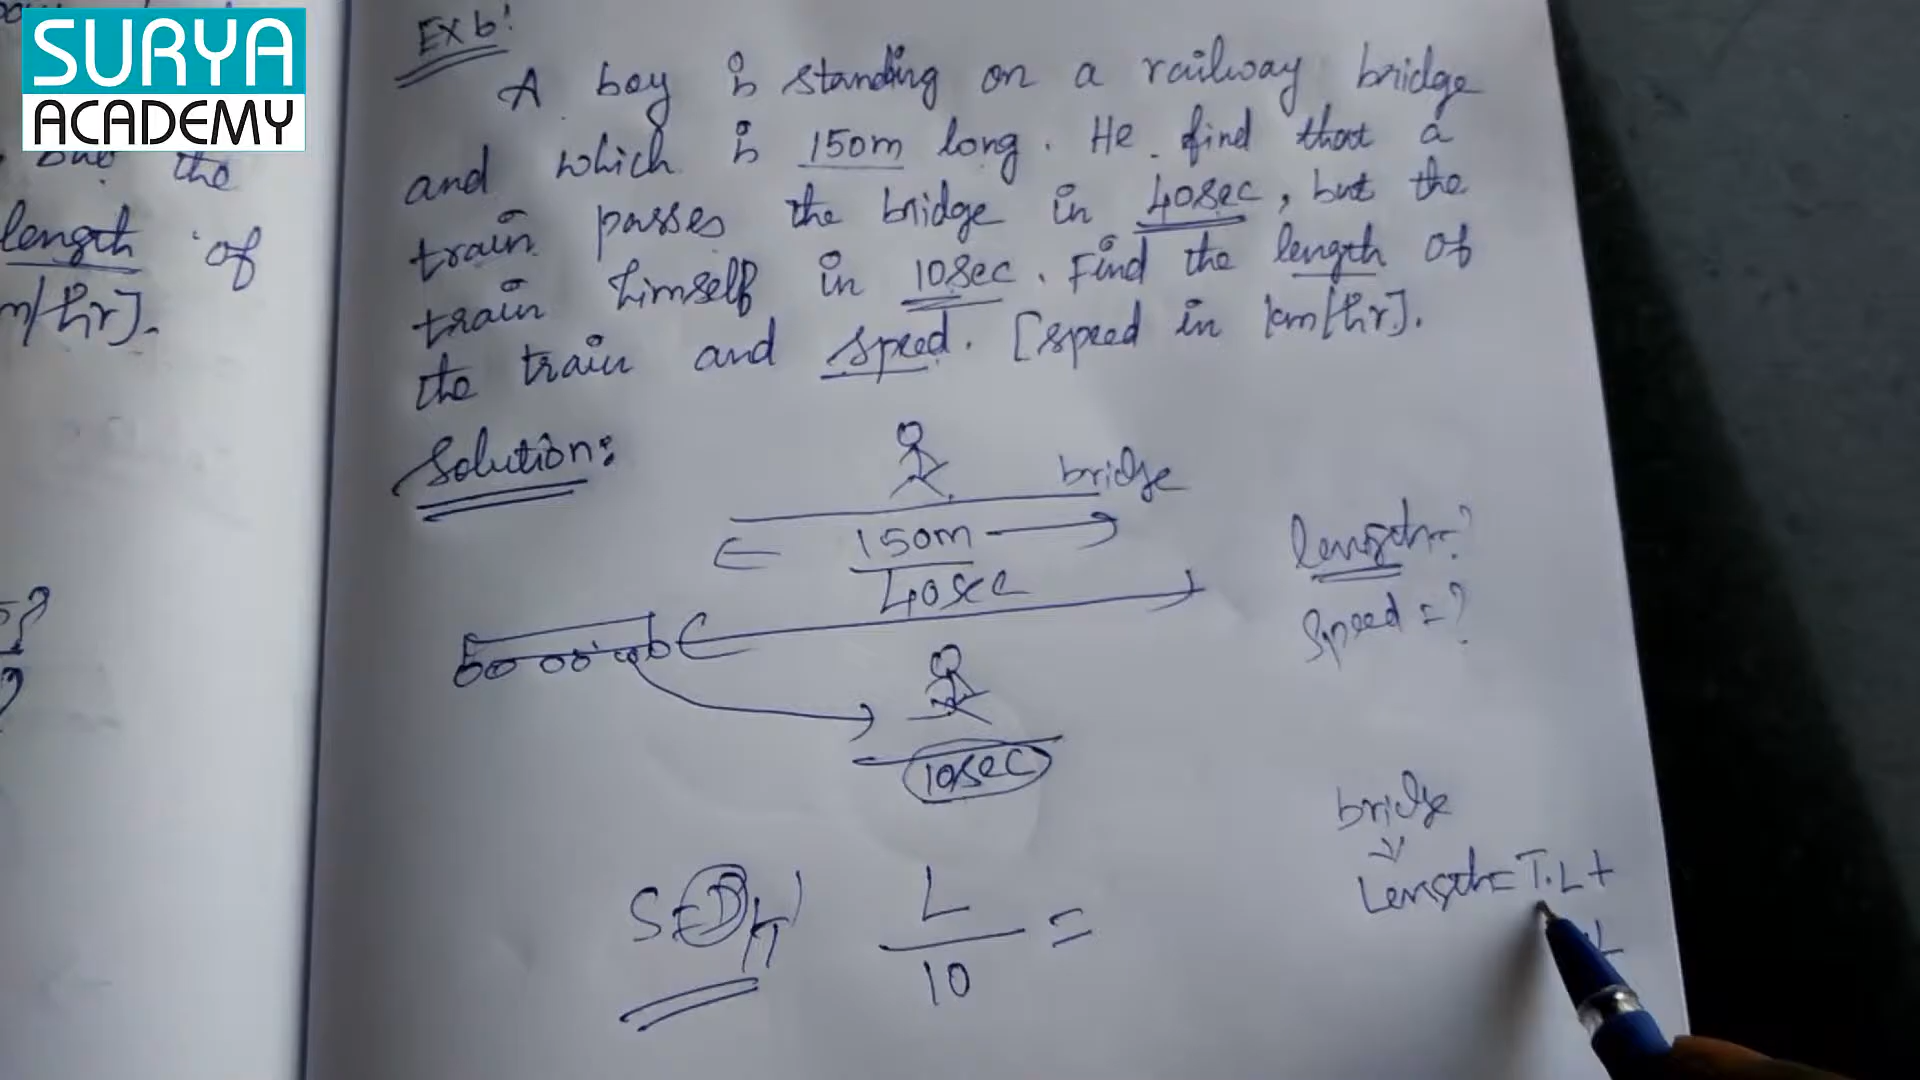 SURYA
ACADEMY
the
length of
m/hr].
Ex 6:
A boy is standing on a railway bridge
and which is 150m long. He find that a
train passes the bridge in 40sec, but the
train himself in 10sec. Find the length of
the train and speed. [speed in km/hr].
Solution:
bridge
150m
40sec
length=?
Speed=?
10sec
bridge
Length=T.L+
S=D/T
L
10
=